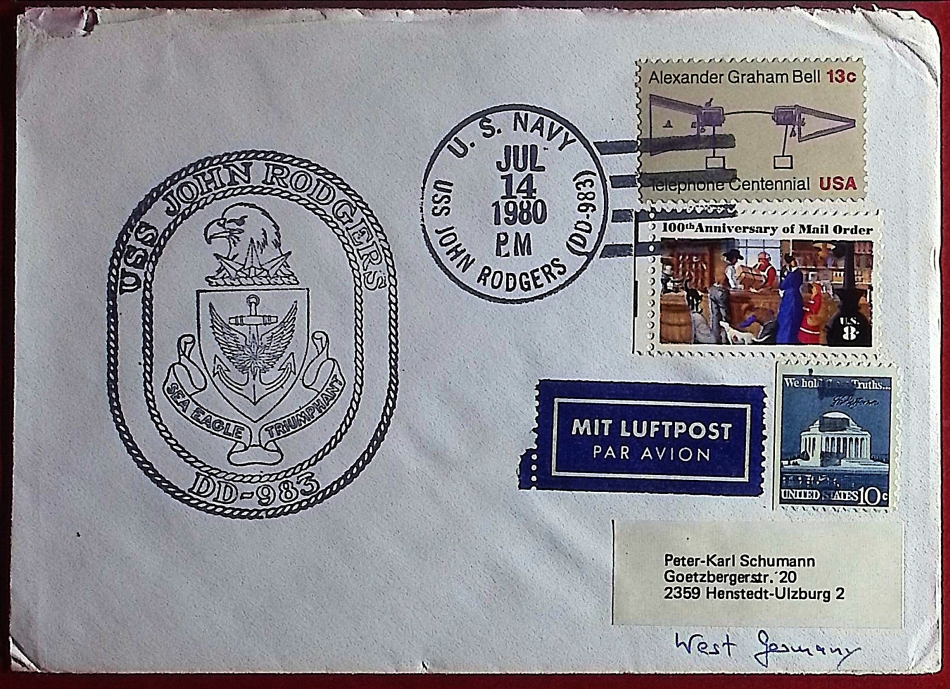 USS JOHN RODGERS
SEA EAGLE TRIUMPHANT
DD-983
U. S. NAVY
JUL
14
1980
PM
USS JOHN RODGERS (DD-983)
Alexander Graham Bell 13c
Telephone Centennial USA
100th Anniversary of Mail Order
U.S.
8c
We hold Truths...
UNITED STATES 10c
MIT LUFTPOST
PAR AVION
Peter-Karl Schumann
Goetzbergerstr. 20
2359 Henstedt-Ulzburg 2
West Germany